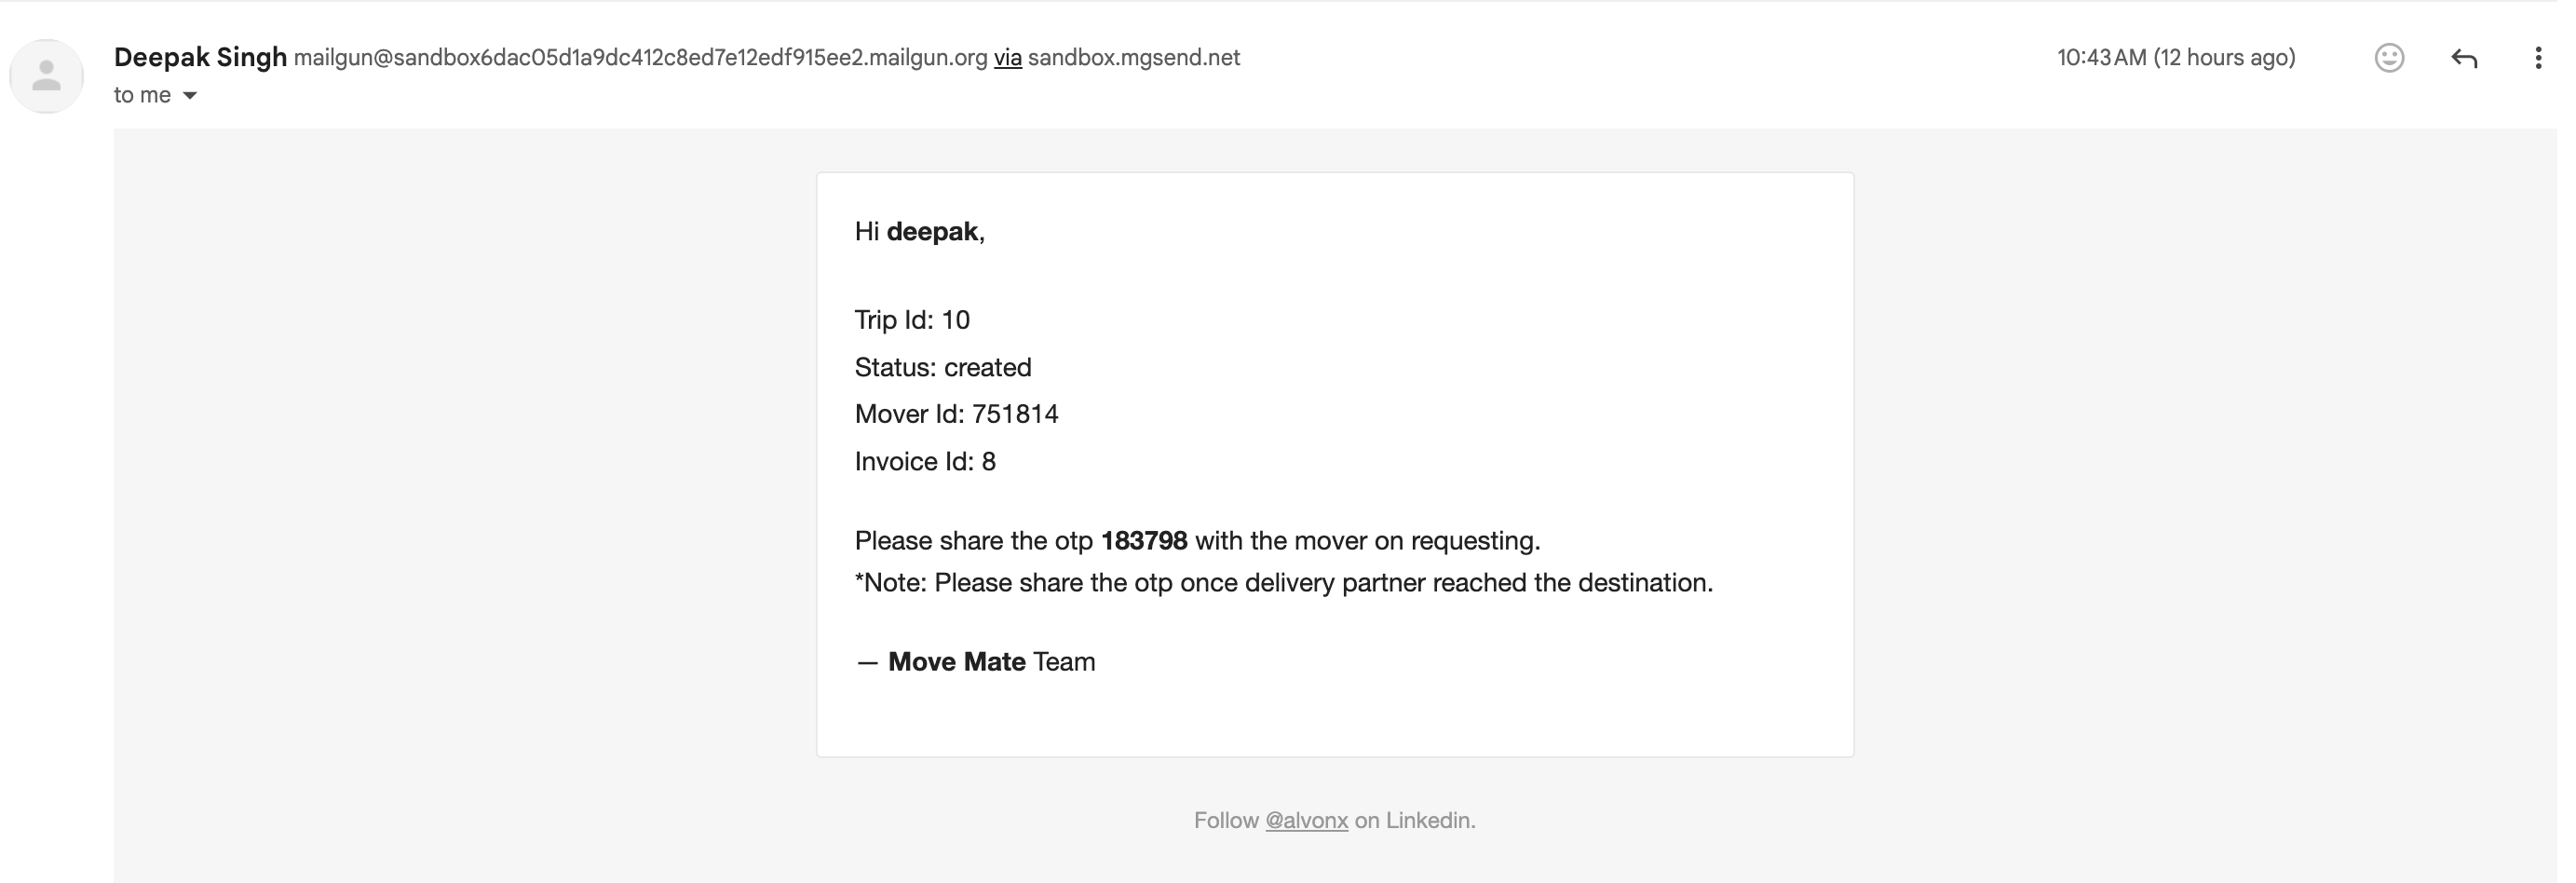 Deepak Singh mailgun@sandbox6dac05d1a9dc412c8ed7e12edf915ee2.mailgun.org via sandbox.mgsend.net
10:43 AM (12 hours ago)
to me
Hi deepak,
Trip Id: 10
Status: created
Mover Id: 751814
Invoice Id: 8
Please share the otp 183798 with the mover on requesting.
*Note: Please share the otp once delivery partner reached the destination.
— Move Mate Team
Follow @alvonx on Linkedin.